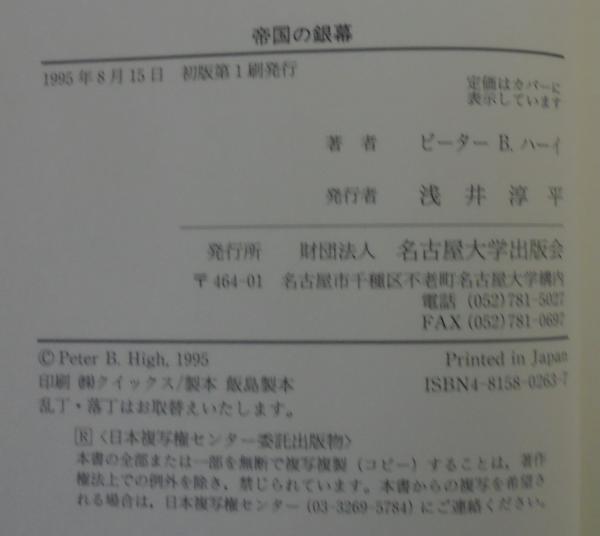 帝国の銀幕
1995年8月15日 初版第1刷発行
定価はカバーに
表示しています
著者 ピーター B. ハーイ
発行者 浅井淳平
発行所 財団法人 名古屋大学出版会
〒464-01 名古屋市千種区不老町名古屋大学構内
電話 (052)781-5027
FAX (052)781-0697
© Peter B. High, 1995 Printed in Japan
印刷 ㈱クイックス/製本 飯島製本 ISBN4-8158-0263-7
乱丁・落丁はお取替えいたします。
R 〈日本複写権センター委託出版物〉
本書の全部または一部を無断で複写複製（コピー）することは，著作
権法上での例外を除き，禁じられています。本書からの複写を希望さ
れる場合は，日本複写権センター (03-3269-5784) にご連絡ください。